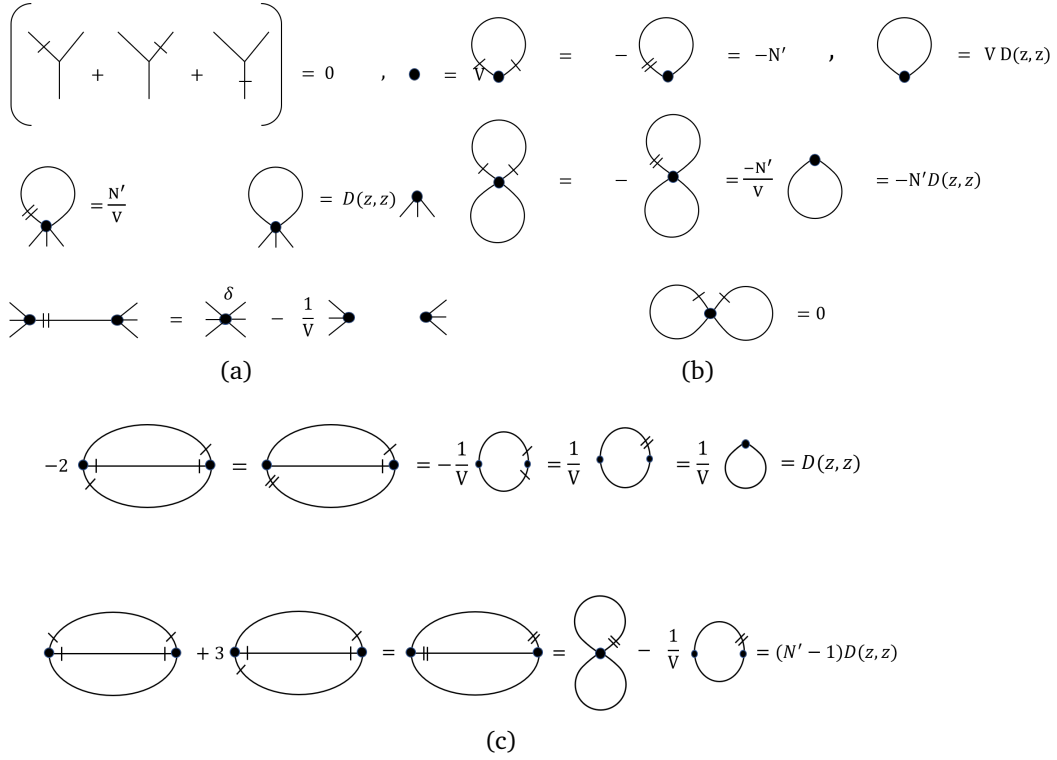 + + = 0 , = V = − = −N′ , = V D(z,z)
= N′/V = D(z,z) = − = −N′/V = −N′D(z,z)
δ
= − 1/V = 0
(a) (b)
−2 = = −1/V = 1/V = 1/V = D(z,z)
+ 3 = = − 1/V = (N′ − 1)D(z,z)
(c)